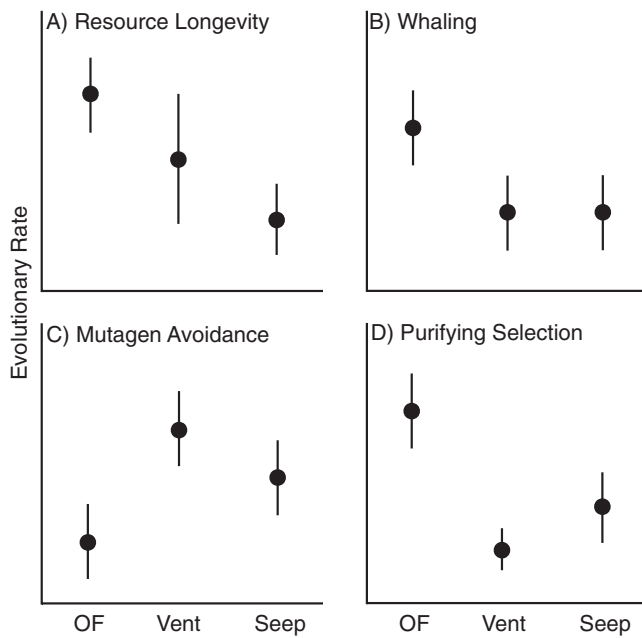 A) Resource Longevity
B) Whaling
Evolutionary Rate
C) Mutagen Avoidance
D) Purifying Selection
OF Vent Seep
OF Vent Seep